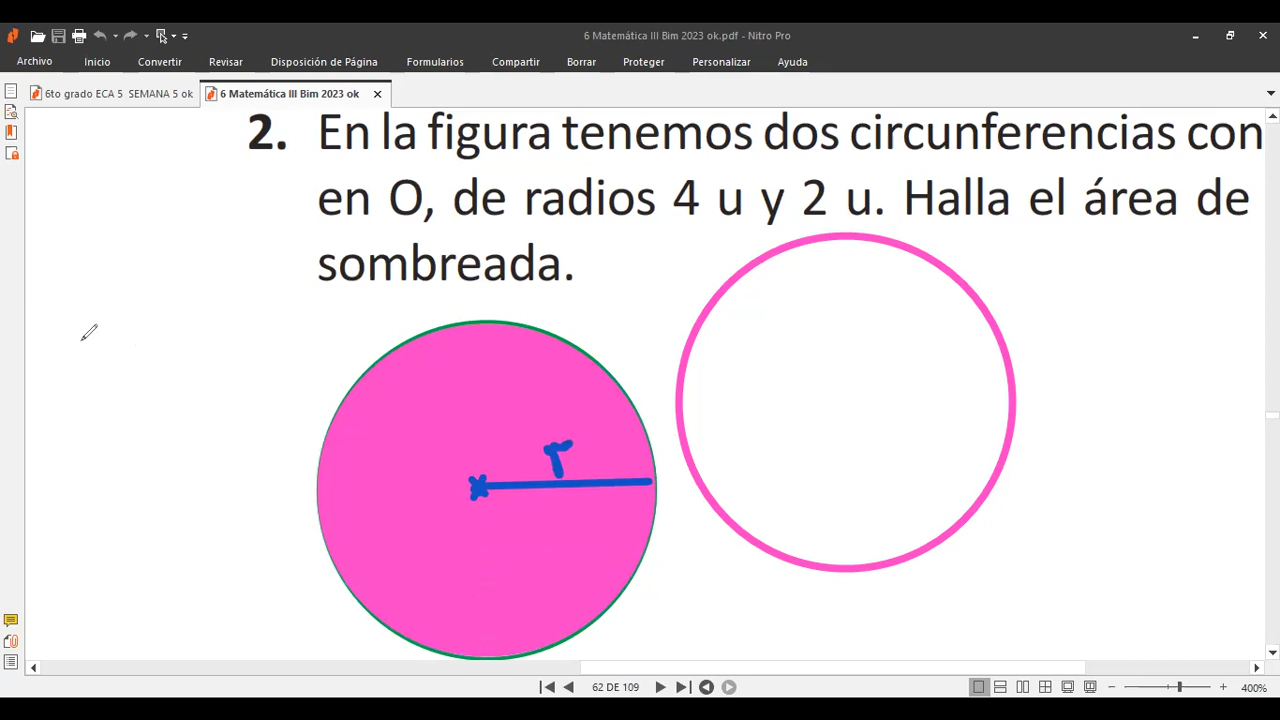 6 Matemática III Bim 2023 ok.pdf - Nitro Pro
Archivo Inicio Convertir Revisar Disposición de Página Formularios Compartir Borrar Proteger Personalizar Ayuda
6to grado ECA 5 SEMANA 5 ok 6 Matemática III Bim 2023 ok
2. En la figura tenemos dos circunferencias con
en O, de radios 4 u y 2 u. Halla el área de
sombreada.
r
62 DE 109
400%